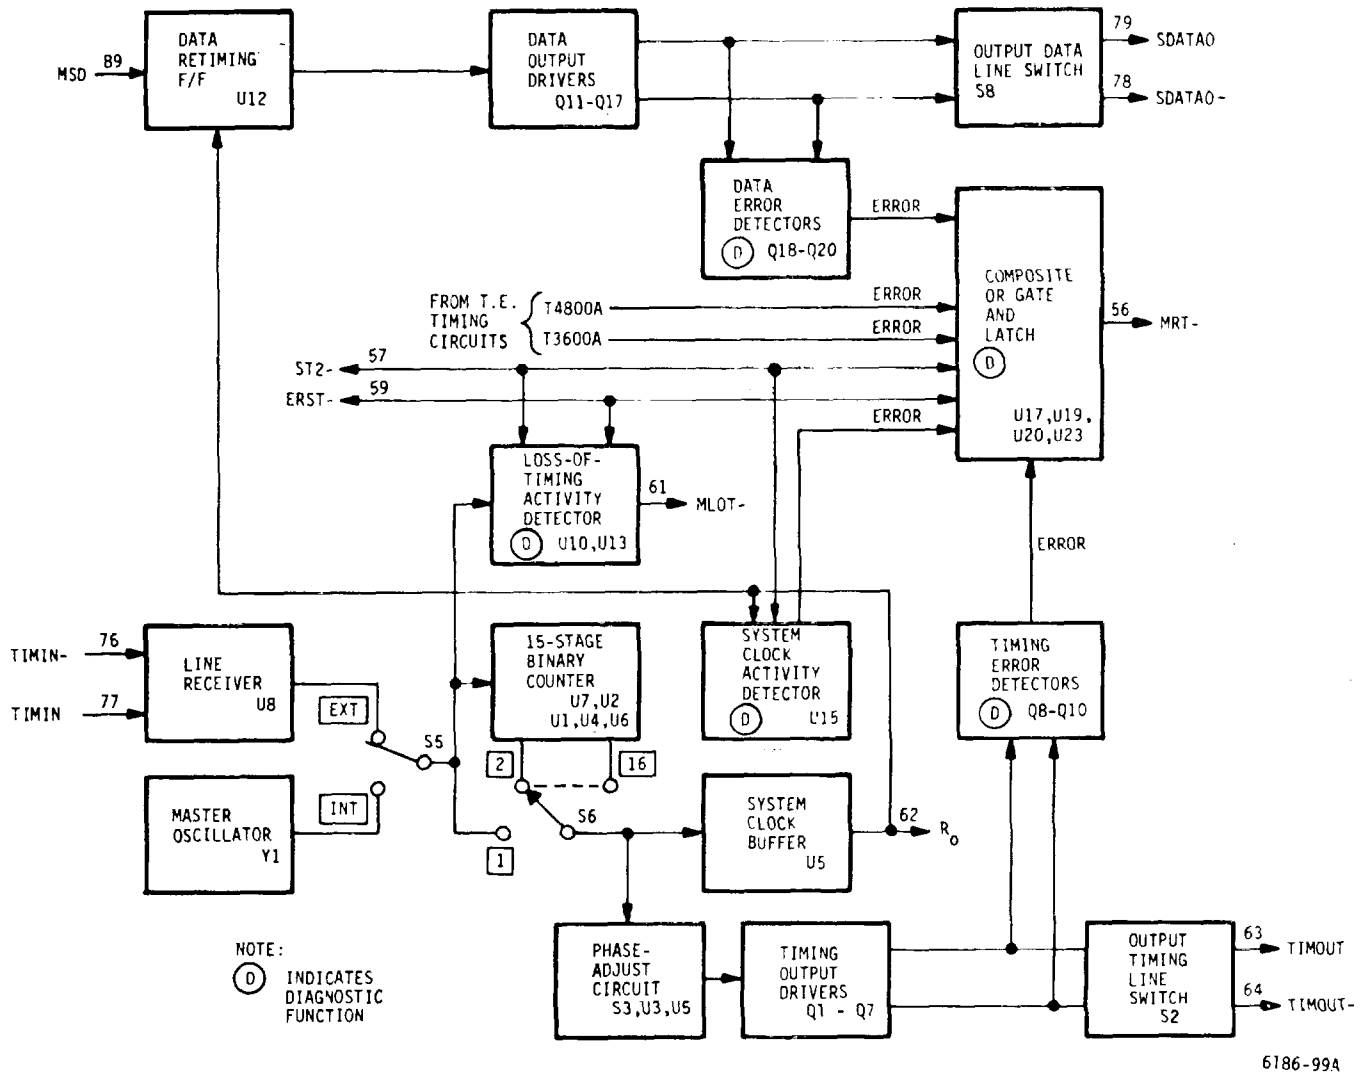 MSD
89
DATA
RETIMING
F/F
U12
DATA
OUTPUT
DRIVERS
Q11-Q17
OUTPUT DATA
LINE SWITCH
S8
79
SDATAO
78
SDATAO-
DATA
ERROR
DETECTORS
D Q18-Q20
ERROR
FROM T.E.
TIMING
CIRCUITS
T4800A
T3600A
ERROR
ERROR
COMPOSITE
OR GATE
AND
LATCH
D
U17,U19,
U20,U23
56
MRT-
ST2-
57
ERST-
59
ERROR
LOSS-OF-
TIMING
ACTIVITY
DETECTOR
D U10,U13
61
MLOT-
ERROR
TIMIN-
76
TIMIN
77
LINE
RECEIVER
U8
EXT
S5
15-STAGE
BINARY
COUNTER
U7,U2
U1,U4,U6
SYSTEM
CLOCK
ACTIVITY
DETECTOR
D U15
TIMING
ERROR
DETECTORS
D Q8-Q10
MASTER
OSCILLATOR
Y1
INT
2
16
S6
1
SYSTEM
CLOCK
BUFFER
U5
62
Ro
NOTE:
D INDICATES
DIAGNOSTIC
FUNCTION
PHASE-
ADJUST
CIRCUIT
S3,U3,U5
TIMING
OUTPUT
DRIVERS
Q1 - Q7
OUTPUT
TIMING
LINE
SWITCH
S2
63
TIMOUT
64
TIMOUT-
6186-99A